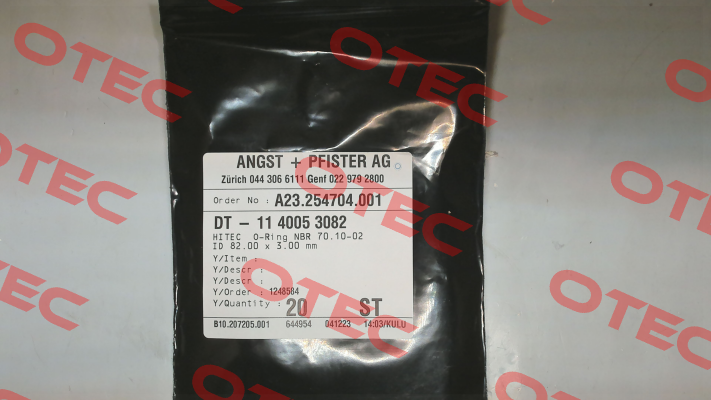 ANGST + PFISTER AG
Zürich 044 306 6111 Genf 022 979 2800
Order No : A23.254704.001
DT – 11 4005 3082
HITEC O-Ring NBR 70.10-02
ID 82.00 x 3.00 mm
Y/Item :
Y/Descr :
Y/Descr :
Y/Order : 1248584
Y/Quantity : 20 ST
B10.207205.001 644954 041223 14:03/KULU
OTEC
OTEC
OTEC
OTEC
OTEC
OTEC
OTEC
OTEC
OTEC
OTEC
OTEC